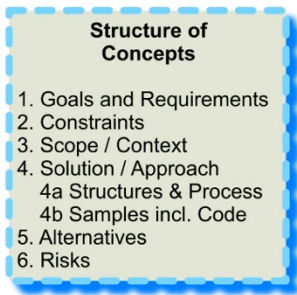 Structure of
Concepts
1. Goals and Requirements
2. Constraints
3. Scope / Context
4. Solution / Approach
4a Structures & Process
4b Samples incl. Code
5. Alternatives
6. Risks